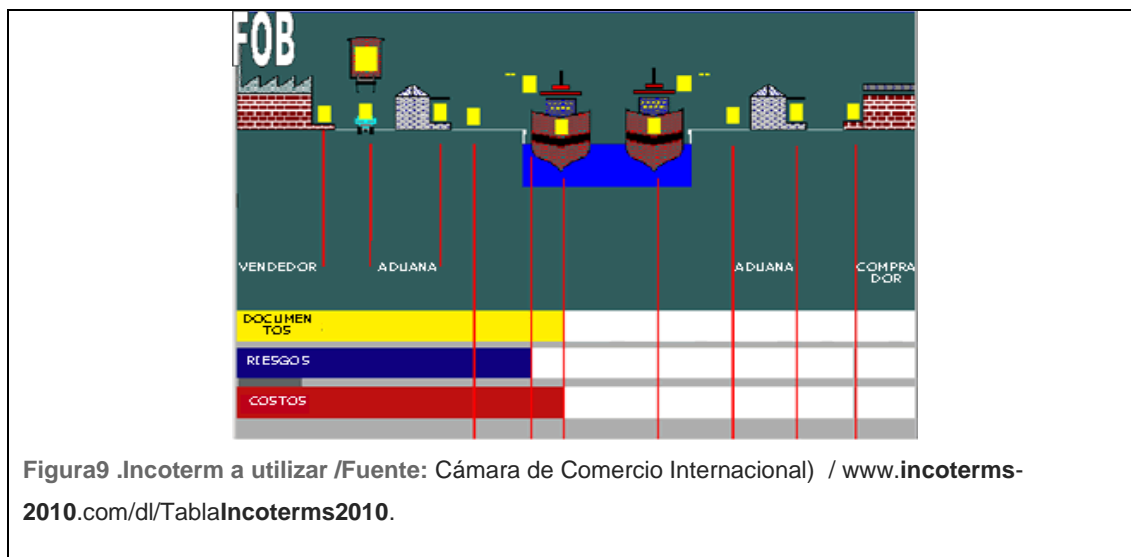 FOB
VENDEDOR
ADUANA
ADUANA
COMPRA
DOR
DOCUMEN
TOS
RIESGOS
COSTOS
Figura9 .Incoterm a utilizar /Fuente: Cámara de Comercio Internacional) / www.incoterms-
2010.com/dl/TablaIncoterms2010.